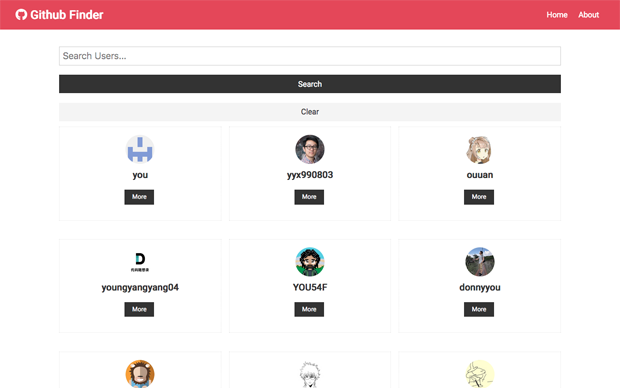 Github Finder
Home About
Search Users...
Search
Clear
you yyx990803 ouuan
More More More
youngyangyang04 YOU54F donnyyou
More More More